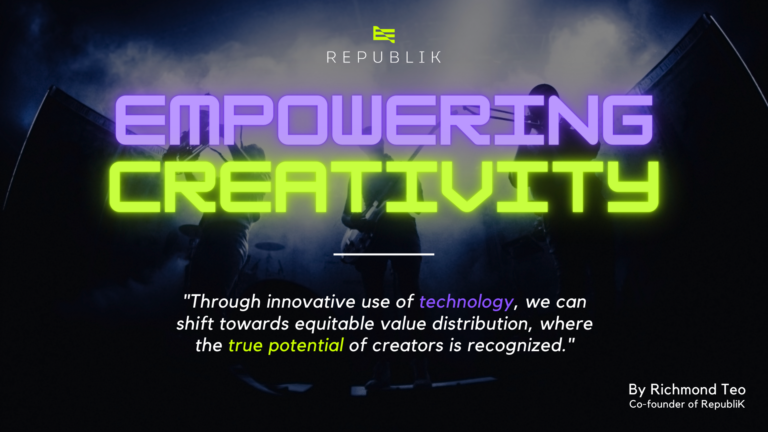 REPUBLIK
EMPOWERING
CREATIVITY
"Through innovative use of technology, we can
shift towards equitable value distribution, where
the true potential of creators is recognized."
By Richmond Teo
Co-founder of RepubliK